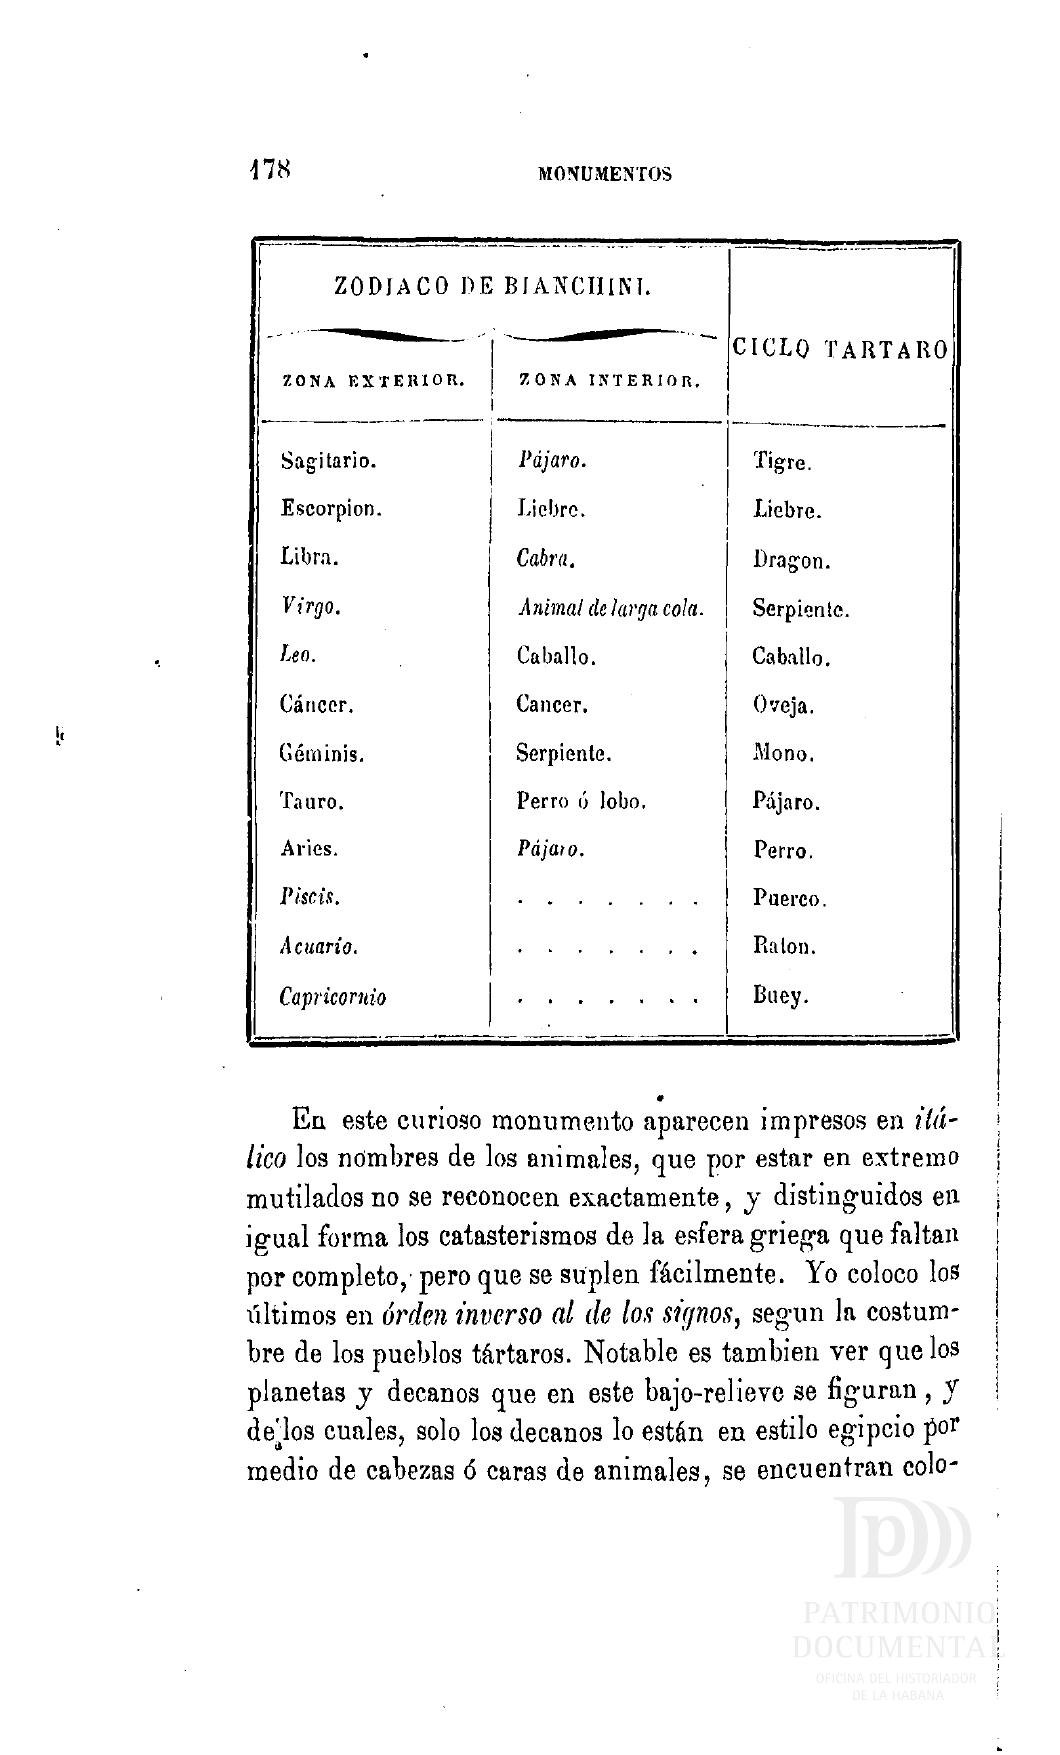 178
MONUMENTOS
ZODIACO DE BIANCHINI.
CICLO TARTARO
ZONA EXTERIOR.
ZONA INTERIOR.
Sagitario. Pájaro. Tigre.
Escorpion. Liebre. Liebre.
Libra. Cabra. Dragon.
Virgo. Animal de larga cola. Serpiente.
Leo. Caballo. Caballo.
Cáncer. Cancer. Oveja.
Géminis. Serpiente. Mono.
Tauro. Perro ó lobo. Pájaro.
Aries. Pájaro. Perro.
Piscis. . . . . . . . Puerco.
Acuario. . . . . . . . Raton.
Capricornio . . . . . . . Buey.
En este curioso monumento aparecen impresos en itá-
lico los nombres de los animales, que por estar en extremo
mutilados no se reconocen exactamente, y distinguidos en
igual forma los catasterismos de la esfera griega que faltan
por completo, pero que se suplen fácilmente. Yo coloco los
últimos en órden inverso al de los signos, segun la costum-
bre de los pueblos tártaros. Notable es tambien ver que los
planetas y decanos que en este bajo-relieve se figuran, y
de los cuales, solo los decanos lo están en estilo egipcio por
medio de cabezas ó caras de animales, se encuentran colo-
PATRIMONIO
DOCUMENTAL
OFICINA DEL HISTORIADOR
DE LA HABANA